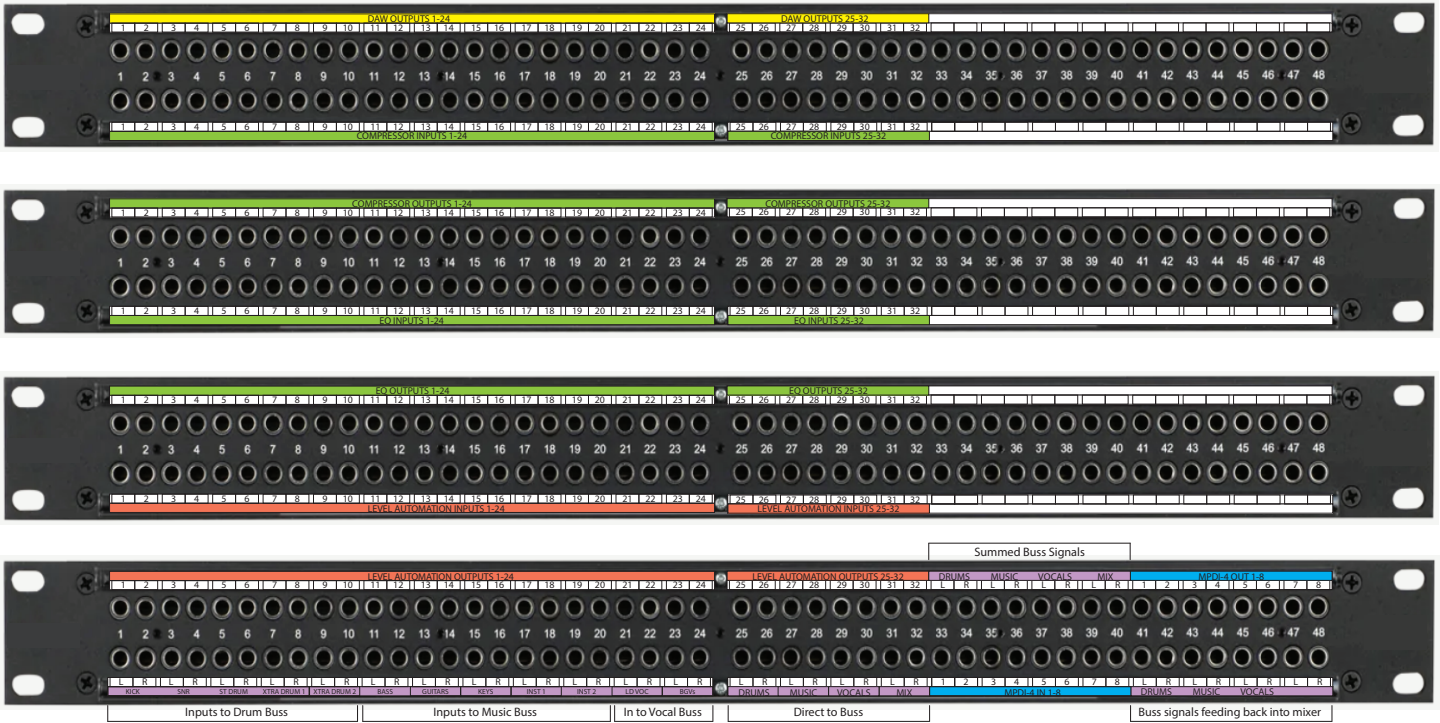 DAW OUTPUTS 1-24 DAW OUTPUTS 25-32
1 2 3 4 5 6 7 8 9 10 11 12 13 14 15 16 17 18 19 20 21 22 23 24 25 26 27 28 29 30 31 32
1 2 3 4 5 6 7 8 9 10 11 12 13 14 15 16 17 18 19 20 21 22 23 24 25 26 27 28 29 30 31 32 33 34 35 36 37 38 39 40 41 42 43 44 45 46 47 48
1 2 3 4 5 6 7 8 9 10 11 12 13 14 15 16 17 18 19 20 21 22 23 24 25 26 27 28 29 30 31 32
COMPRESSOR INPUTS 1-24 COMPRESSOR INPUTS 25-32
COMPRESSOR OUTPUTS 1-24 COMPRESSOR OUTPUTS 25-32
1 2 3 4 5 6 7 8 9 10 11 12 13 14 15 16 17 18 19 20 21 22 23 24 25 26 27 28 29 30 31 32
1 2 3 4 5 6 7 8 9 10 11 12 13 14 15 16 17 18 19 20 21 22 23 24 25 26 27 28 29 30 31 32 33 34 35 36 37 38 39 40 41 42 43 44 45 46 47 48
1 2 3 4 5 6 7 8 9 10 11 12 13 14 15 16 17 18 19 20 21 22 23 24 25 26 27 28 29 30 31 32
EQ INPUTS 1-24 EQ INPUTS 25-32
EQ OUTPUTS 1-24 EQ OUTPUTS 25-32
1 2 3 4 5 6 7 8 9 10 11 12 13 14 15 16 17 18 19 20 21 22 23 24 25 26 27 28 29 30 31 32
1 2 3 4 5 6 7 8 9 10 11 12 13 14 15 16 17 18 19 20 21 22 23 24 25 26 27 28 29 30 31 32 33 34 35 36 37 38 39 40 41 42 43 44 45 46 47 48
1 2 3 4 5 6 7 8 9 10 11 12 13 14 15 16 17 18 19 20 21 22 23 24 25 26 27 28 29 30 31 32
LEVEL AUTOMATION INPUTS 1-24 LEVEL AUTOMATION INPUTS 25-32
Summed Buss Signals
LEVEL AUTOMATION OUTPUTS 1-24 LEVEL AUTOMATION OUTPUTS 25-32 DRUMS MUSIC VOCALS MIX MPDI-4 OUT 1-8
1 2 3 4 5 6 7 8 9 10 11 12 13 14 15 16 17 18 19 20 21 22 23 24 25 26 27 28 29 30 31 32 L R L R L R L R 1 2 3 4 5 6 7 8
1 2 3 4 5 6 7 8 9 10 11 12 13 14 15 16 17 18 19 20 21 22 23 24 25 26 27 28 29 30 31 32 33 34 35 36 37 38 39 40 41 42 43 44 45 46 47 48
L R L R L R L R L R L R L R L R L R L R L R L R L R L R L R L R 1 2 3 4 5 6 7 8 L R L R L R L R
KICK SNR ST DRUM XTRA DRUM 1 XTRA DRUM 2 BASS GUITARS KEYS INST 1 INST 2 LD VOC BGVs DRUMS MUSIC VOCALS MIX MPDI-4 IN 1-8 DRUMS MUSIC VOCALS
Inputs to Drum Buss Inputs to Music Buss In to Vocal Buss Direct to Buss Buss signals feeding back into mixer